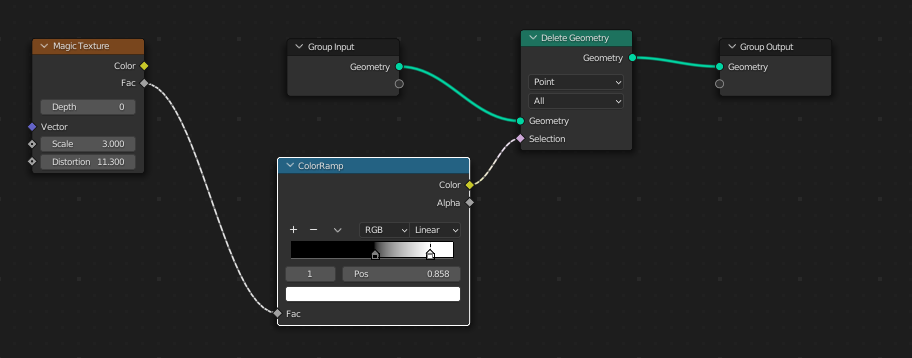 Magic Texture
Color
Fac
Depth 0
Vector
Scale 3.000
Distortion 11.300
Group Input
Geometry
ColorRamp
Color
Alpha
+ − RGB Linear
1 Pos 0.858
Fac
Delete Geometry
Geometry
Point
All
Geometry
Selection
Group Output
Geometry